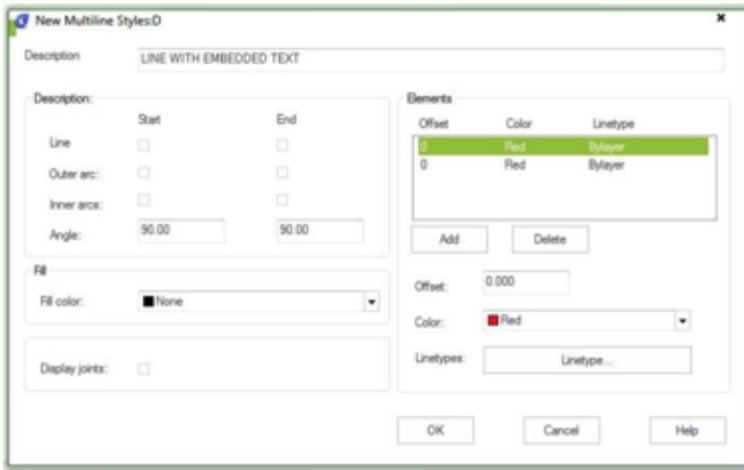 New Multiline Styles:D
Description LINE WITH EMBEDDED TEXT
Description:
Start End
Line
Outer arc:
Inner arcs:
Angle: 90.00 90.00
Fill
Fill color: None
Display joints:
Elements
Offset Color Linetype
0 Red Bylayer
0 Red Bylayer
Add Delete
Offset: 0.000
Color: Red
Linetypes: Linetype...
OK Cancel Help